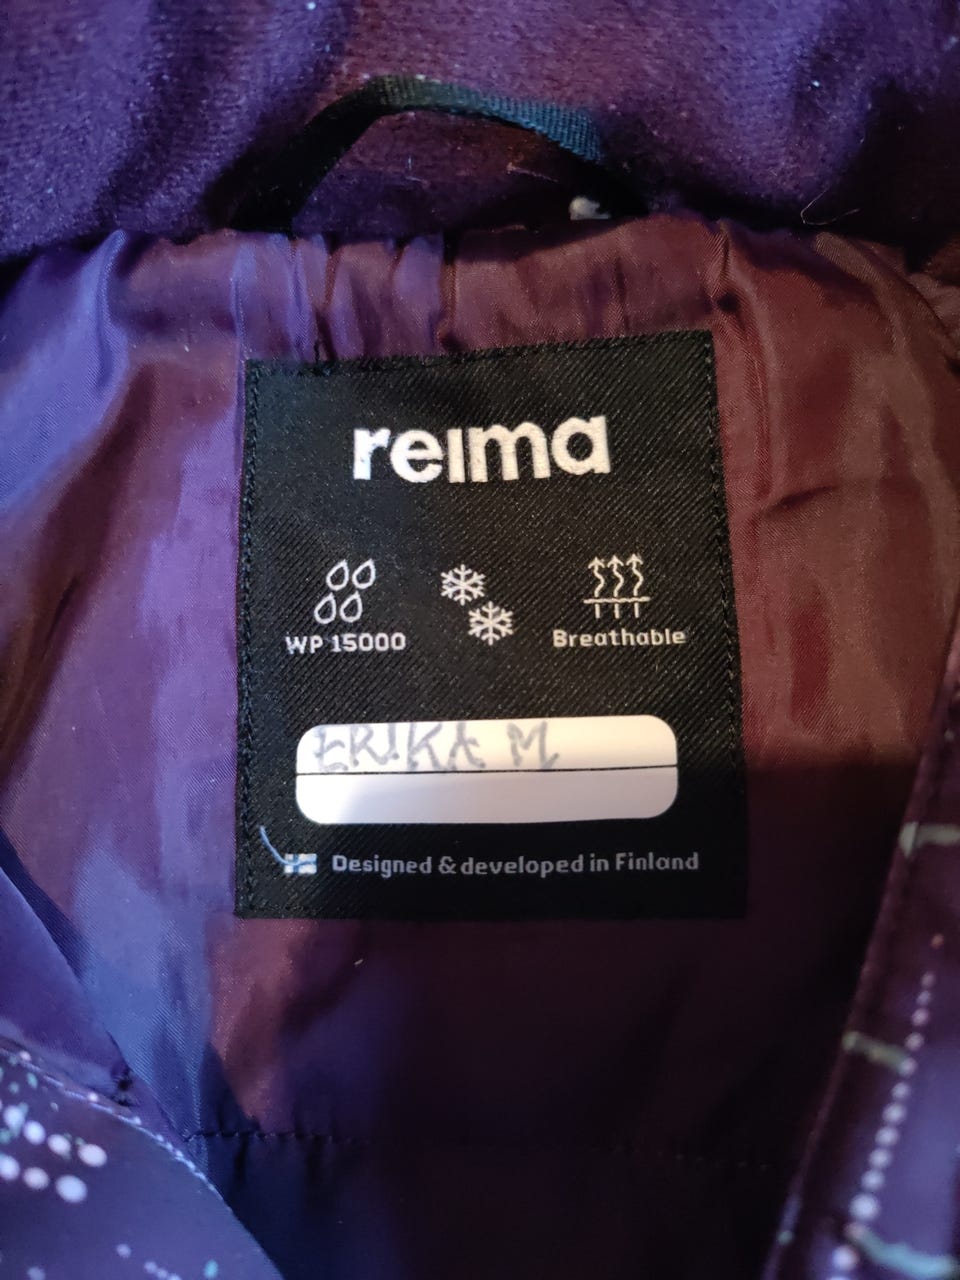 reima
WP 15000
Breathable
ERIKA M
Designed & developed in Finland